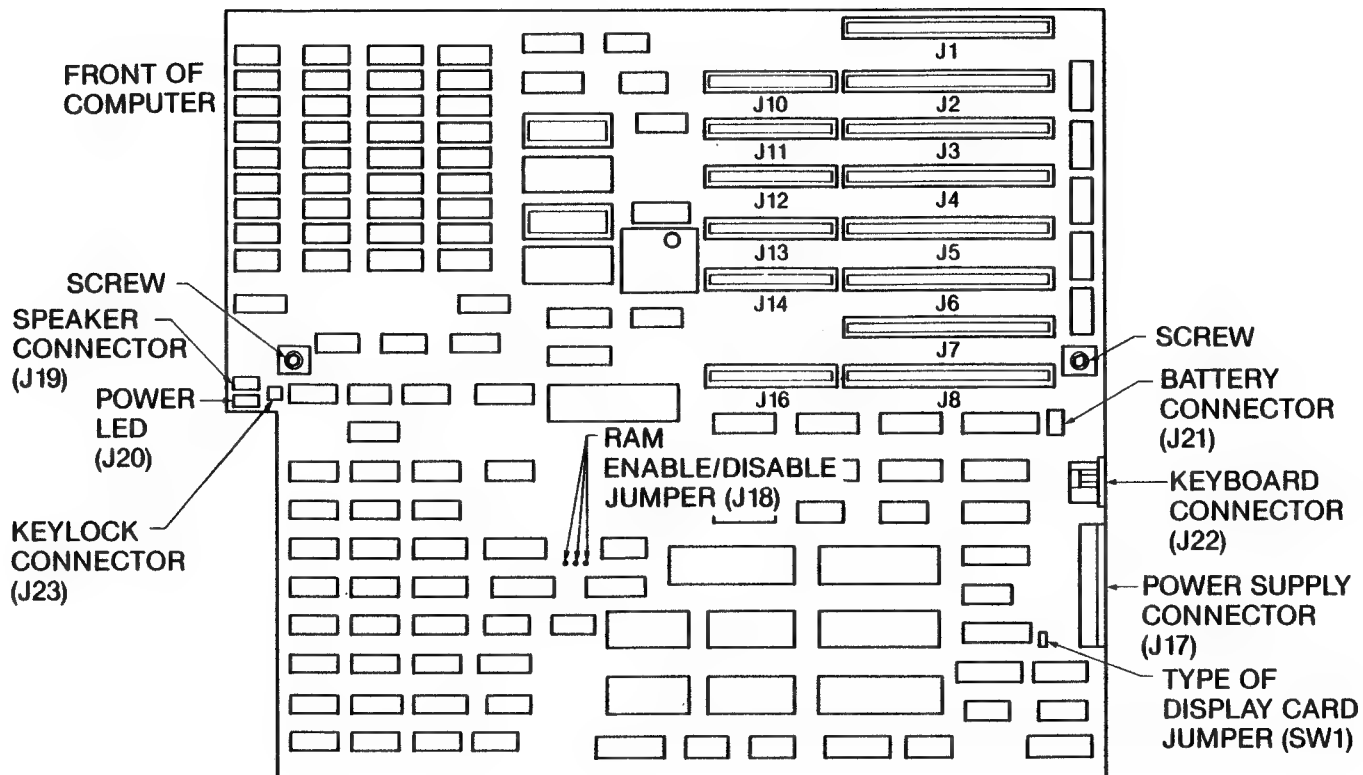 J1
FRONT OF
COMPUTER
J10
J2
J11
J3
J12
J4
J13
J5
J14
J6
J7
J16
J8
SCREW
SPEAKER
CONNECTOR
(J19)
POWER
LED
(J20)
KEYLOCK
CONNECTOR
(J23)
RAM
ENABLE/DISABLE
JUMPER (J18)
SCREW
BATTERY
CONNECTOR
(J21)
KEYBOARD
CONNECTOR
(J22)
POWER SUPPLY
CONNECTOR
(J17)
TYPE OF
DISPLAY CARD
JUMPER (SW1)